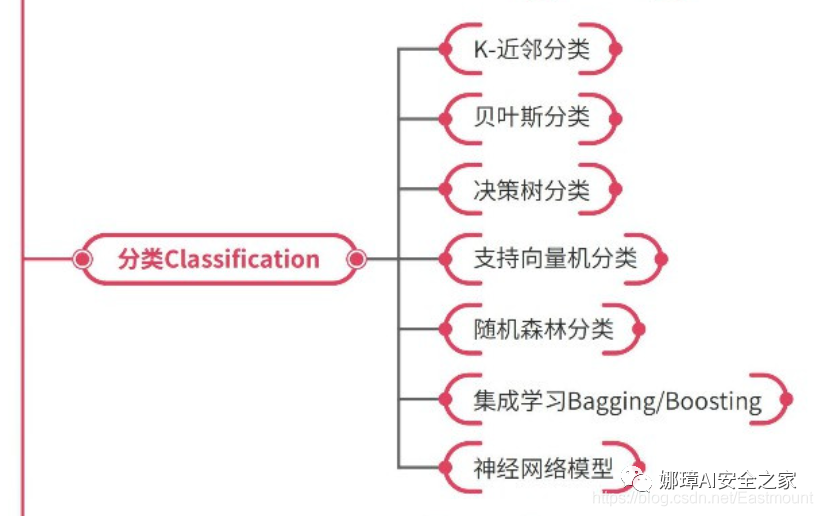 K-近邻分类
贝叶斯分类
决策树分类
分类Classification
支持向量机分类
随机森林分类
集成学习Bagging/Boosting
神经网络模型
娜璋AI安全之家
https://blog.csdn.net/Eastmount